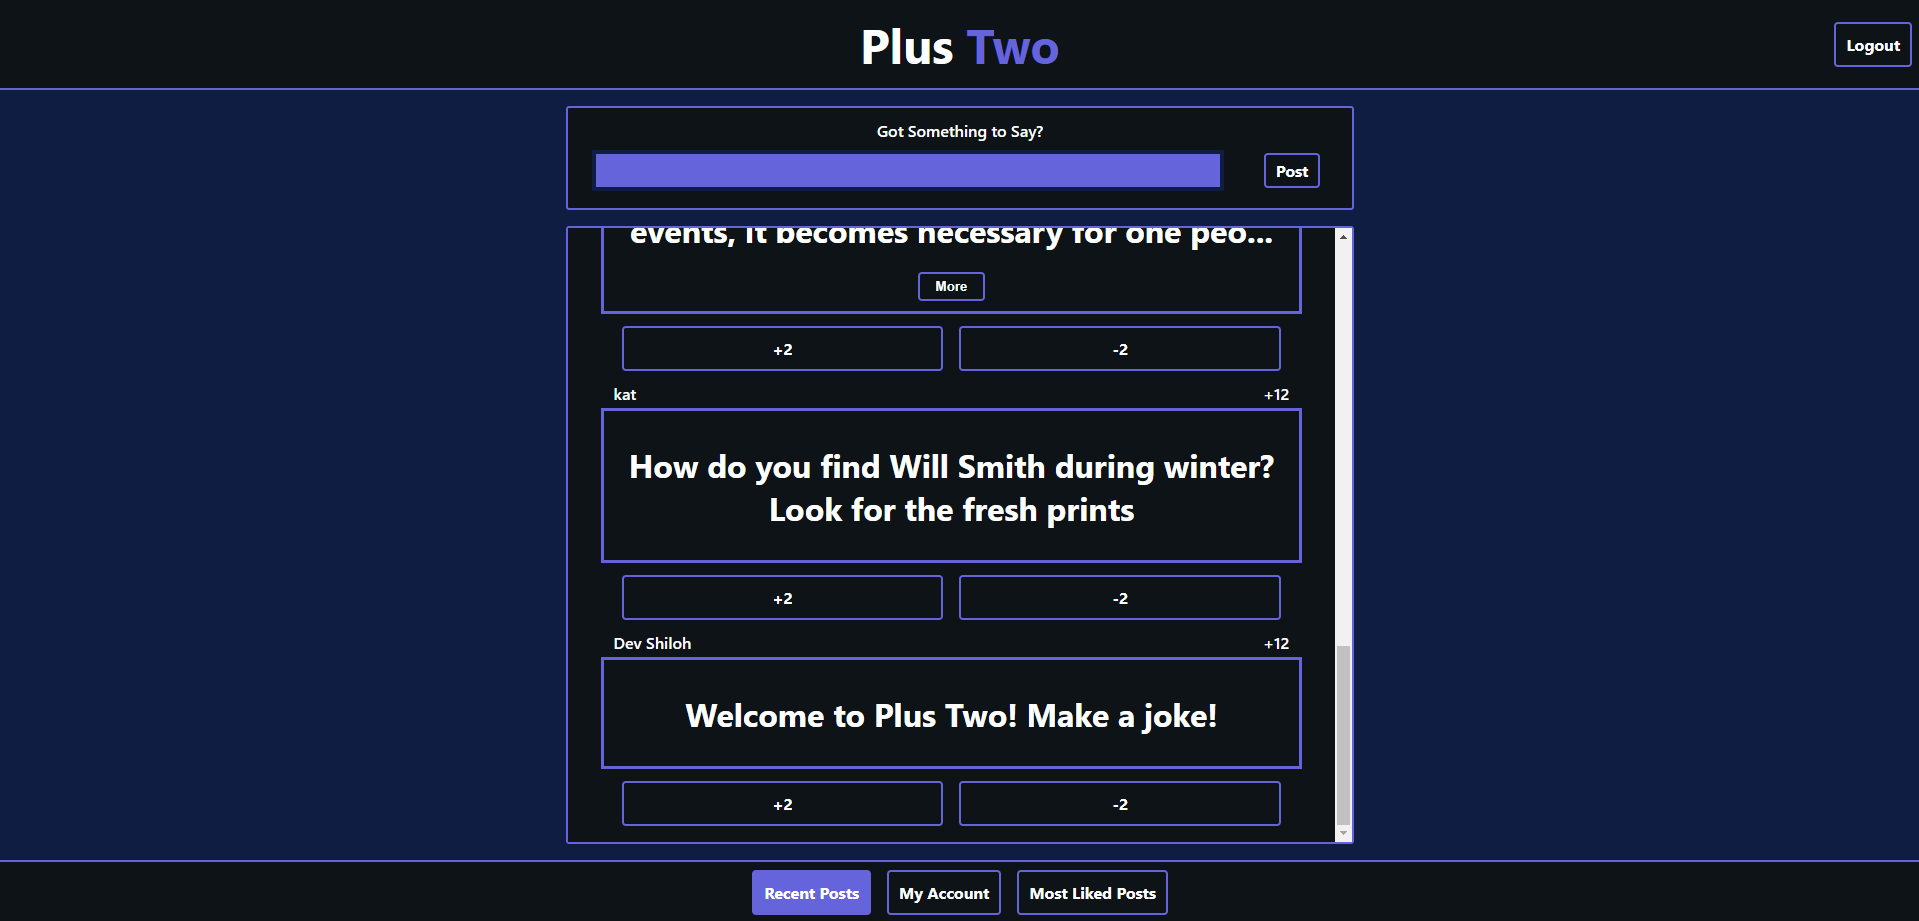 Plus Two
Logout
Got Something to Say?
Post
events, it becomes necessary for one peo...
More
+2 -2
kat +12
How do you find Will Smith during winter?
Look for the fresh prints
+2 -2
Dev Shiloh +12
Welcome to Plus Two! Make a joke!
+2 -2
Recent Posts My Account Most Liked Posts